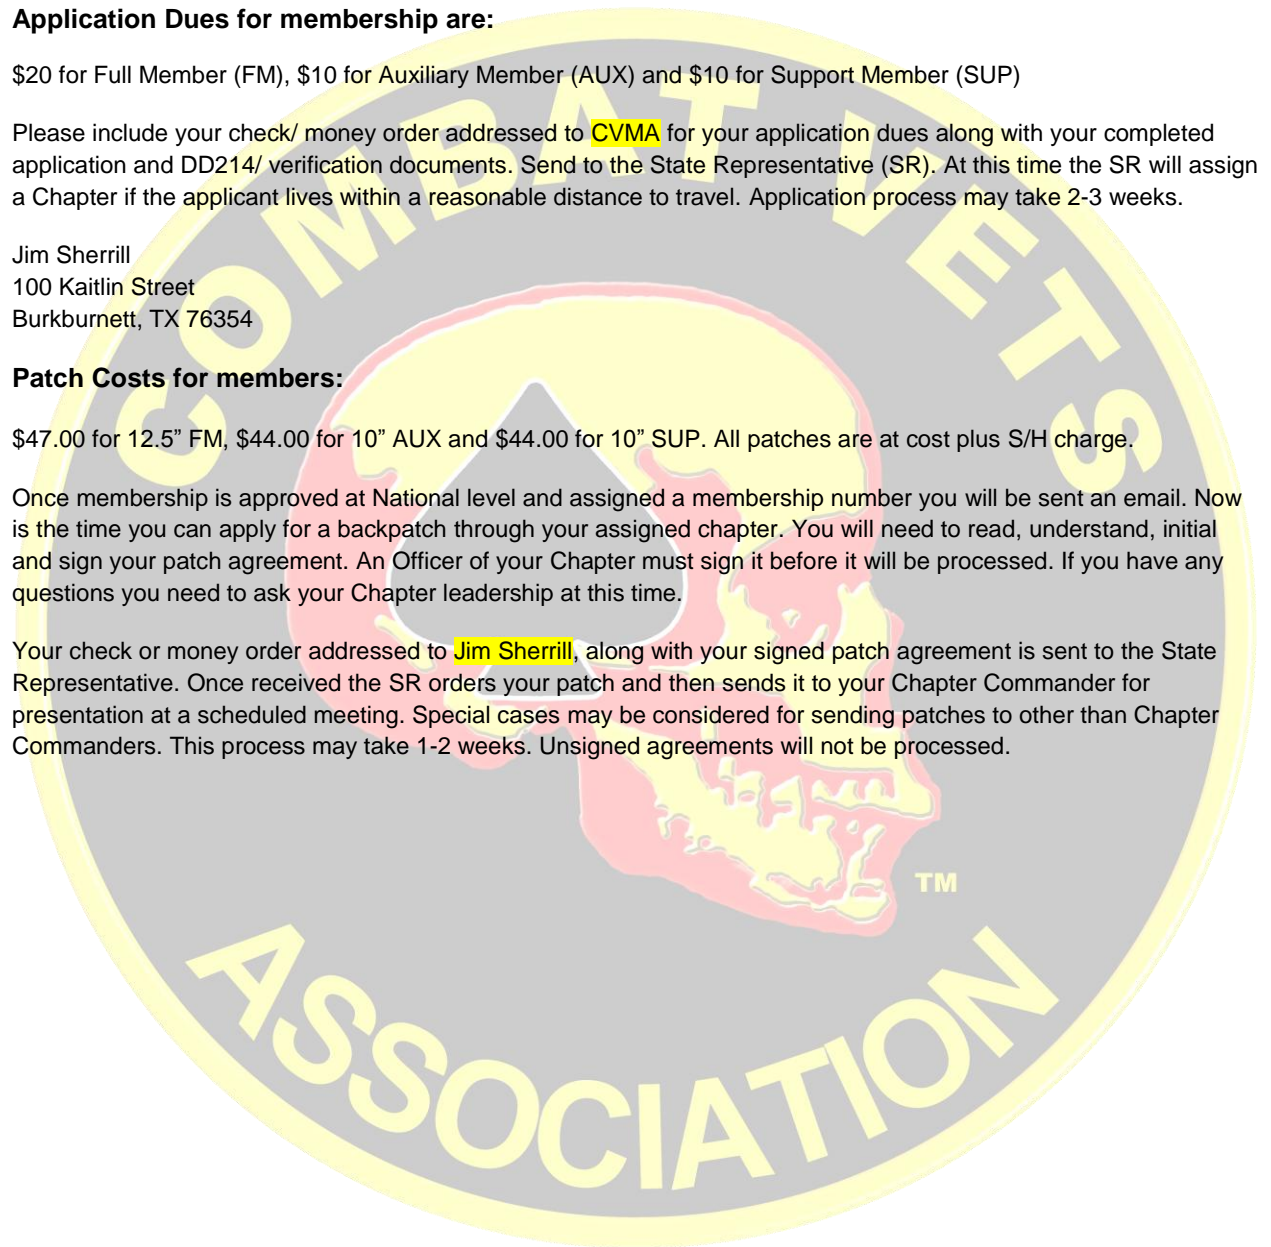 Application Dues for membership are:
$20 for Full Member (FM), $10 for Auxiliary Member (AUX) and $10 for Support Member (SUP)
Please include your check/ money order addressed to CVMA for your application dues along with your completed
application and DD214/ verification documents. Send to the State Representative (SR). At this time the SR will assign
a Chapter if the applicant lives within a reasonable distance to travel. Application process may take 2-3 weeks.
Jim Sherrill
100 Kaitlin Street
Burkburnett, TX 76354
Patch Costs for members:
$47.00 for 12.5” FM, $44.00 for 10” AUX and $44.00 for 10” SUP. All patches are at cost plus S/H charge.
Once membership is approved at National level and assigned a membership number you will be sent an email. Now
is the time you can apply for a backpatch through your assigned chapter. You will need to read, understand, initial
and sign your patch agreement. An Officer of your Chapter must sign it before it will be processed. If you have any
questions you need to ask your Chapter leadership at this time.
Your check or money order addressed to Jim Sherrill, along with your signed patch agreement is sent to the State
Representative. Once received the SR orders your patch and then sends it to your Chapter Commander for
presentation at a scheduled meeting. Special cases may be considered for sending patches to other than Chapter
Commanders. This process may take 1-2 weeks. Unsigned agreements will not be processed.
COMBAT VETS
TM
ASSOCIATION